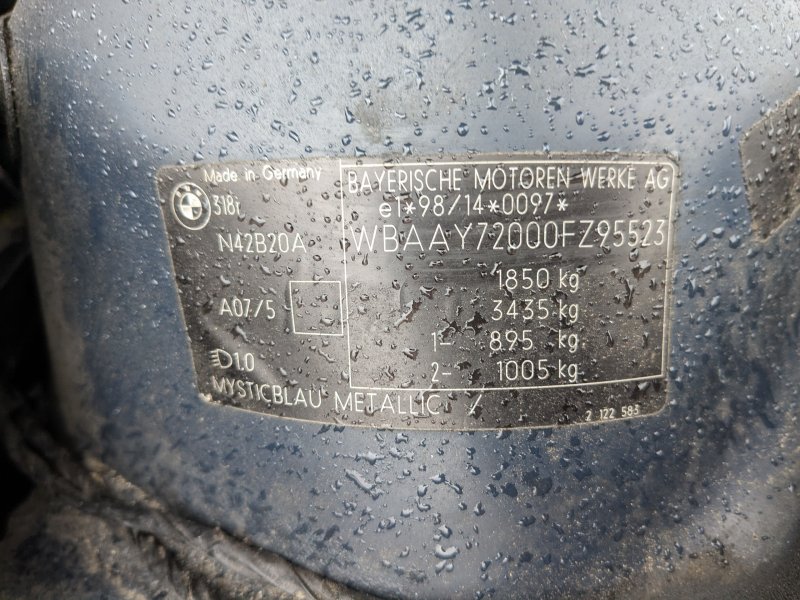 Made in Germany
BAYERISCHE MOTOREN WERKE AG
318i
e1*98/14*0097*
N42B20A
WBAAY72000FZ95523
1850 kg
A07/5
3435 kg
1- 895 kg
1.0
2- 1005 kg
MYSTICBLAU METALLIC /
2 122 583